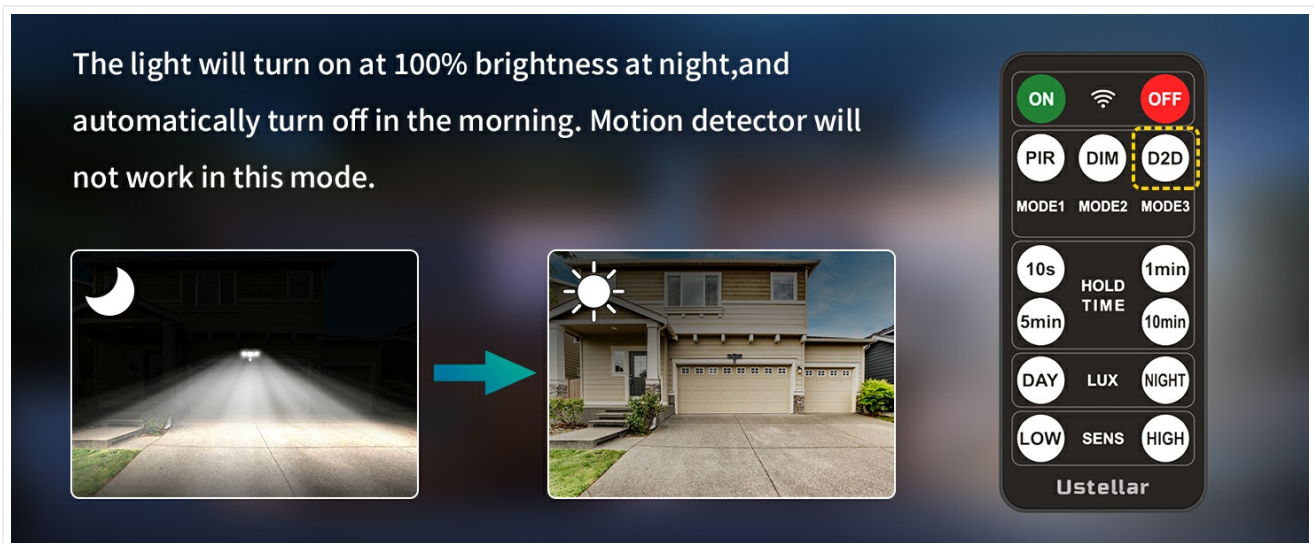 The light will turn on at 100% brightness at night,and
automatically turn off in the morning. Motion detector will
not work in this mode.
ON OFF
PIR DIM D2D
MODE1 MODE2 MODE3
10s HOLD TIME 1min
5min 10min
DAY LUX NIGHT
LOW SENS HIGH
Ustellar